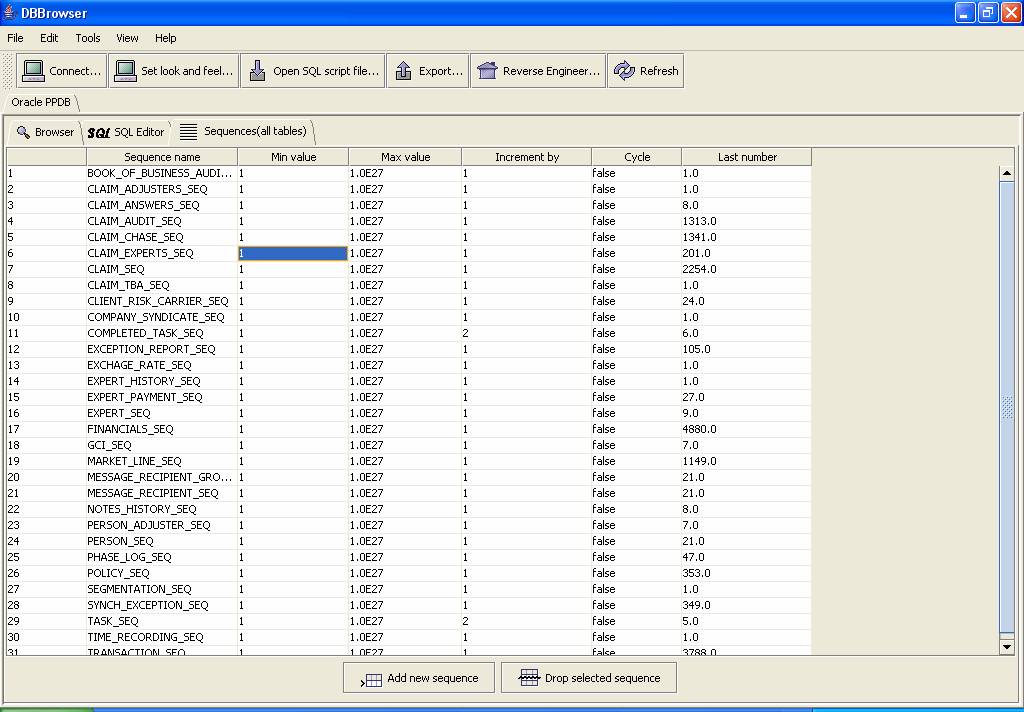 DBBrowser
File Edit Tools View Help
Connect... Set look and feel... Open SQL script file... Export... Reverse Engineer... Refresh
Oracle PPDB
Browser SQL SQL Editor Sequences(all tables)
Sequence name Min value Max value Increment by Cycle Last number
1 BOOK_OF_BUSINESS_AUDI... 1 1.0E27 1 false 1.0
2 CLAIM_ADJUSTERS_SEQ 1 1.0E27 1 false 1.0
3 CLAIM_ANSWERS_SEQ 1 1.0E27 1 false 8.0
4 CLAIM_AUDIT_SEQ 1 1.0E27 1 false 1313.0
5 CLAIM_CHASE_SEQ 1 1.0E27 1 false 1341.0
6 CLAIM_EXPERTS_SEQ 1 1.0E27 1 false 201.0
7 CLAIM_SEQ 1 1.0E27 1 false 2254.0
8 CLAIM_TBA_SEQ 1 1.0E27 1 false 1.0
9 CLIENT_RISK_CARRIER_SEQ 1 1.0E27 1 false 24.0
10 COMPANY_SYNDICATE_SEQ 1 1.0E27 1 false 1.0
11 COMPLETED_TASK_SEQ 1 1.0E27 2 false 6.0
12 EXCEPTION_REPORT_SEQ 1 1.0E27 1 false 105.0
13 EXCHAGE_RATE_SEQ 1 1.0E27 1 false 1.0
14 EXPERT_HISTORY_SEQ 1 1.0E27 1 false 1.0
15 EXPERT_PAYMENT_SEQ 1 1.0E27 1 false 27.0
16 EXPERT_SEQ 1 1.0E27 1 false 9.0
17 FINANCIALS_SEQ 1 1.0E27 1 false 4880.0
18 GCI_SEQ 1 1.0E27 1 false 7.0
19 MARKET_LINE_SEQ 1 1.0E27 1 false 1149.0
20 MESSAGE_RECIPIENT_GRO... 1 1.0E27 1 false 21.0
21 MESSAGE_RECIPIENT_SEQ 1 1.0E27 1 false 21.0
22 NOTES_HISTORY_SEQ 1 1.0E27 1 false 8.0
23 PERSON_ADJUSTER_SEQ 1 1.0E27 1 false 7.0
24 PERSON_SEQ 1 1.0E27 1 false 21.0
25 PHASE_LOG_SEQ 1 1.0E27 1 false 47.0
26 POLICY_SEQ 1 1.0E27 1 false 353.0
27 SEGMENTATION_SEQ 1 1.0E27 1 false 1.0
28 SYNCH_EXCEPTION_SEQ 1 1.0E27 1 false 349.0
29 TASK_SEQ 1 1.0E27 2 false 5.0
30 TIME_RECORDING_SEQ 1 1.0E27 1 false 1.0
31 TRANSACTION_SEQ 1 1.0E27 1 false 3788.0
Add new sequence Drop selected sequence